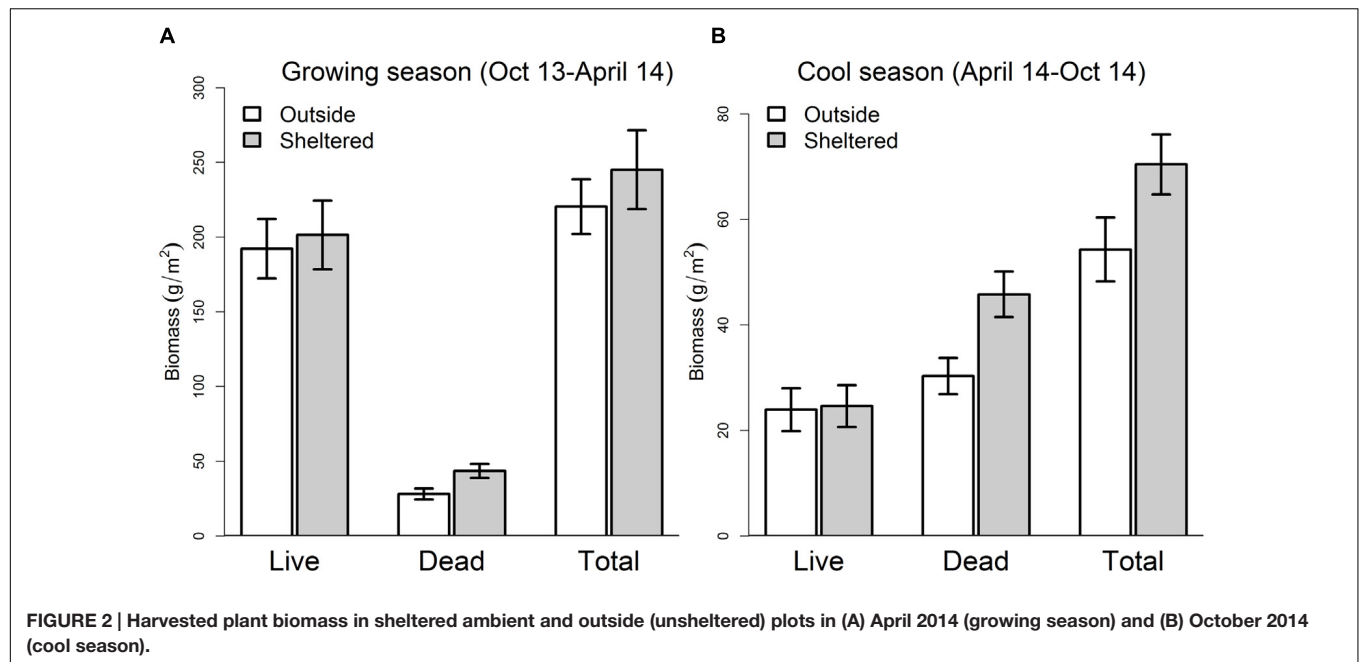 A
Growing season (Oct 13-April 14)
Outside
Sheltered
Biomass (g/m²)
300
250
200
150
100
50
0
Live Dead Total
B
Cool season (April 14-Oct 14)
Outside
Sheltered
Biomass (g/m²)
80
60
40
20
0
Live Dead Total
FIGURE 2 | Harvested plant biomass in sheltered ambient and outside (unsheltered) plots in (A) April 2014 (growing season) and (B) October 2014
(cool season).